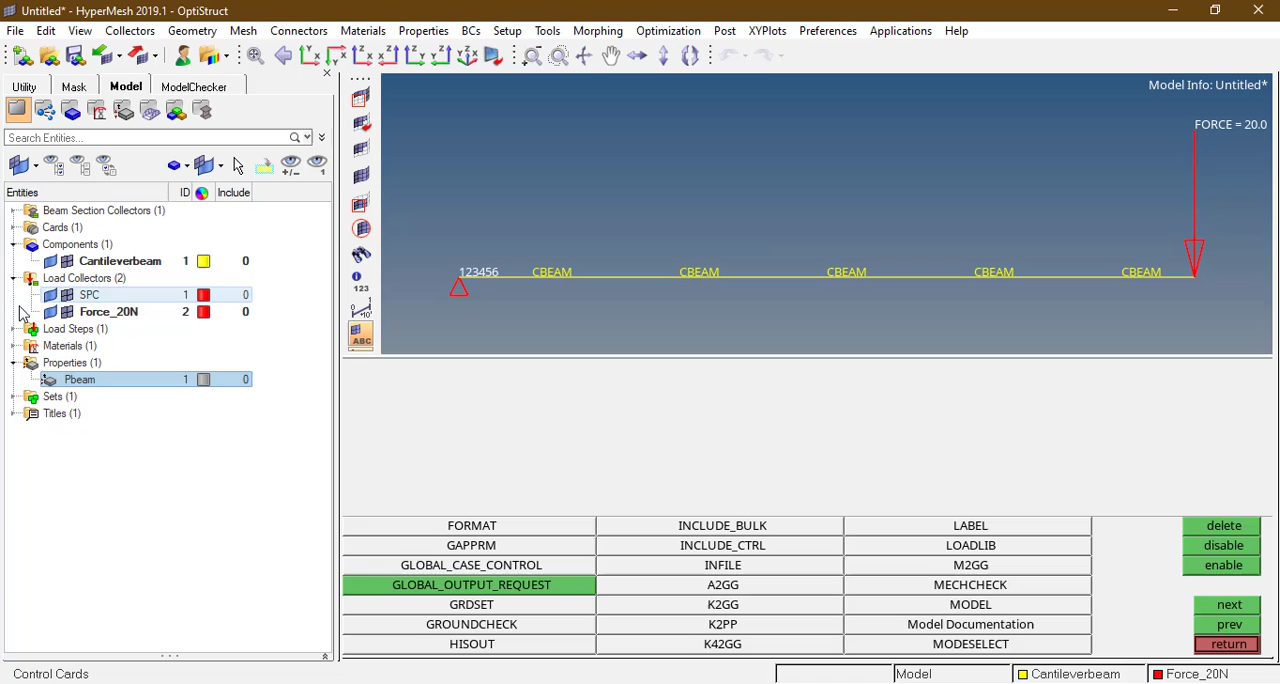 Untitled* - HyperMesh 2019.1 - OptiStruct
File Edit View Collectors Geometry Mesh Connectors Materials Properties BCs Setup Tools Morphing Optimization Post XYPlots Preferences Applications Help
Utility Mask Model ModelChecker
Search Entities...
Entities ID Include
Beam Section Collectors (1)
Cards (1)
Components (1)
Cantileverbeam 1 0
Load Collectors (2)
SPC 1 0
Force_20N 2 0
Load Steps (1)
Materials (1)
Properties (1)
Pbeam 1 0
Sets (1)
Titles (1)
123
ABC
Model Info: Untitled*
FORCE = 20.0
123456 CBEAM CBEAM CBEAM CBEAM CBEAM
FORMAT INCLUDE_BULK LABEL delete
GAPPRM INCLUDE_CTRL LOADLIB disable
GLOBAL_CASE_CONTROL INFILE M2GG enable
GLOBAL_OUTPUT_REQUEST A2GG MECHCHECK
GRDSET K2GG MODEL next
GROUNDCHECK K2PP Model Documentation prev
HISOUT K42GG MODESELECT return
Control Cards Model Cantileverbeam Force_20N